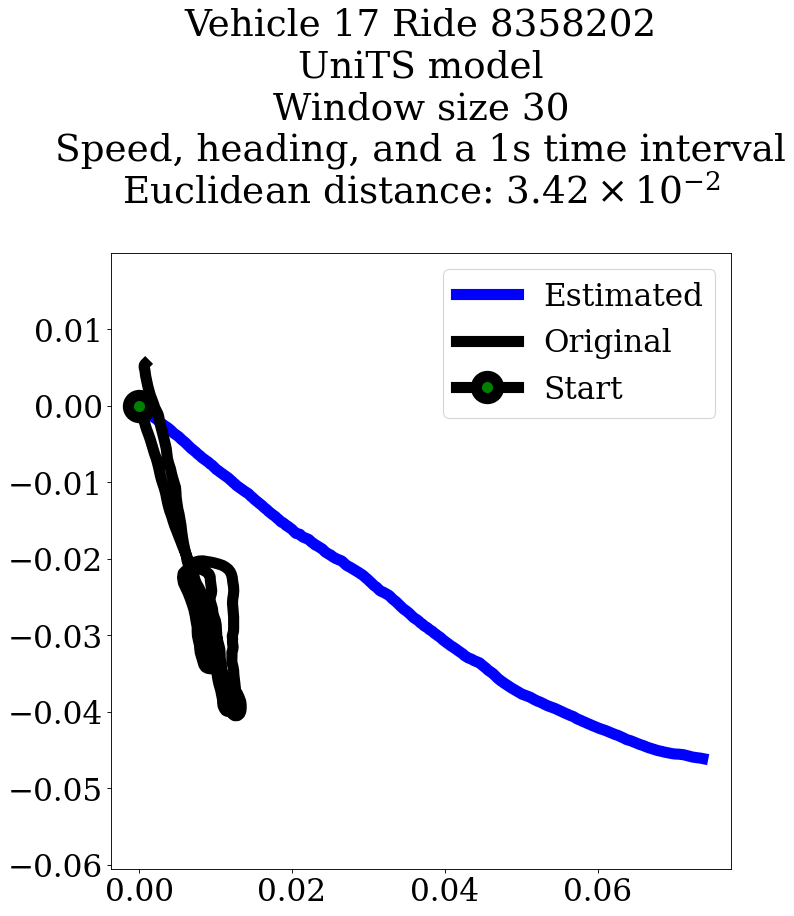 Vehicle 17 Ride 8358202
UniTS model
Window size 30
Speed, heading, and a 1s time interval
Euclidean distance: 3.42 × 10⁻²
Estimated
Original
Start
0.01
0.00
−0.01
−0.02
−0.03
−0.04
−0.05
−0.06
0.00 0.02 0.04 0.06